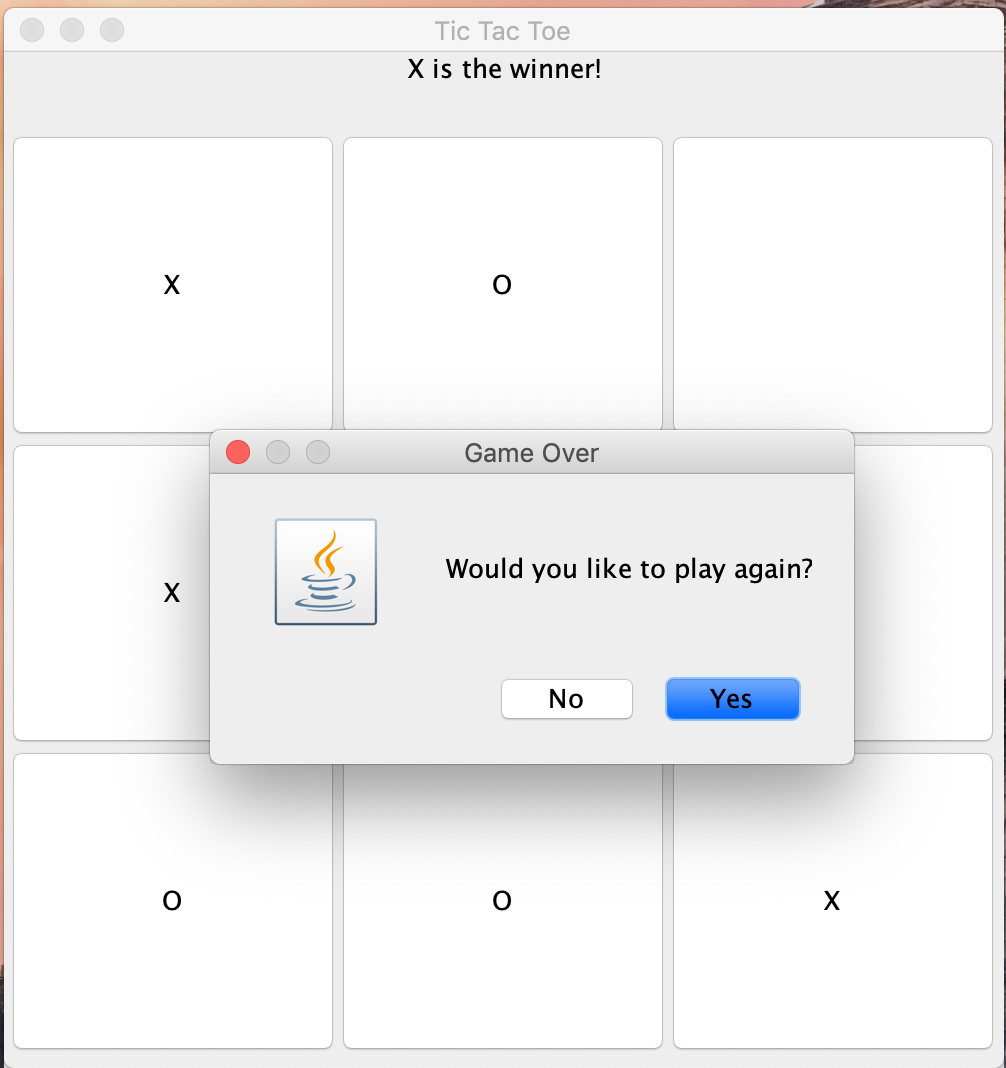 Tic Tac Toe
X is the winner!
X O
Game Over
Would you like to play again?
X
No Yes
O O X